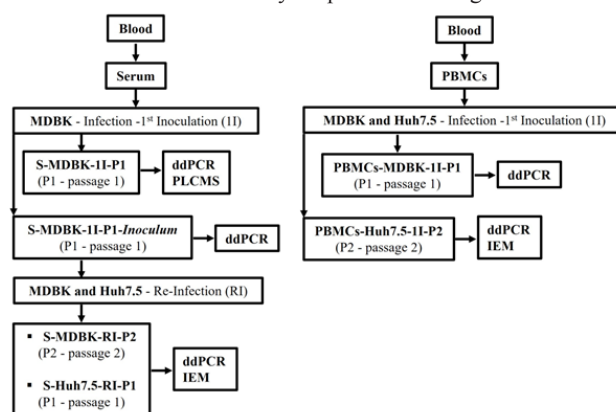 Blood
Serum
MDBK - Infection -1st Inoculation (1I)
S-MDBK-1I-P1
(P1 - passage 1)
ddPCR
PLCMS
S-MDBK-1I-P1-Inoculum
(P1 - passage 1)
ddPCR
MDBK and Huh7.5 - Re-Infection (RI)
▪ S-MDBK-RI-P2
(P2 - passage 2)
▪ S-Huh7.5-RI-P1
(P1 - passage 1)
ddPCR
IEM
Blood
PBMCs
MDBK and Huh7.5 - Infection -1st Inoculation (1I)
PBMCs-MDBK-1I-P1
(P1 - passage 1)
ddPCR
PBMCs-Huh7.5-1I-P2
(P2 - passage 2)
ddPCR
IEM